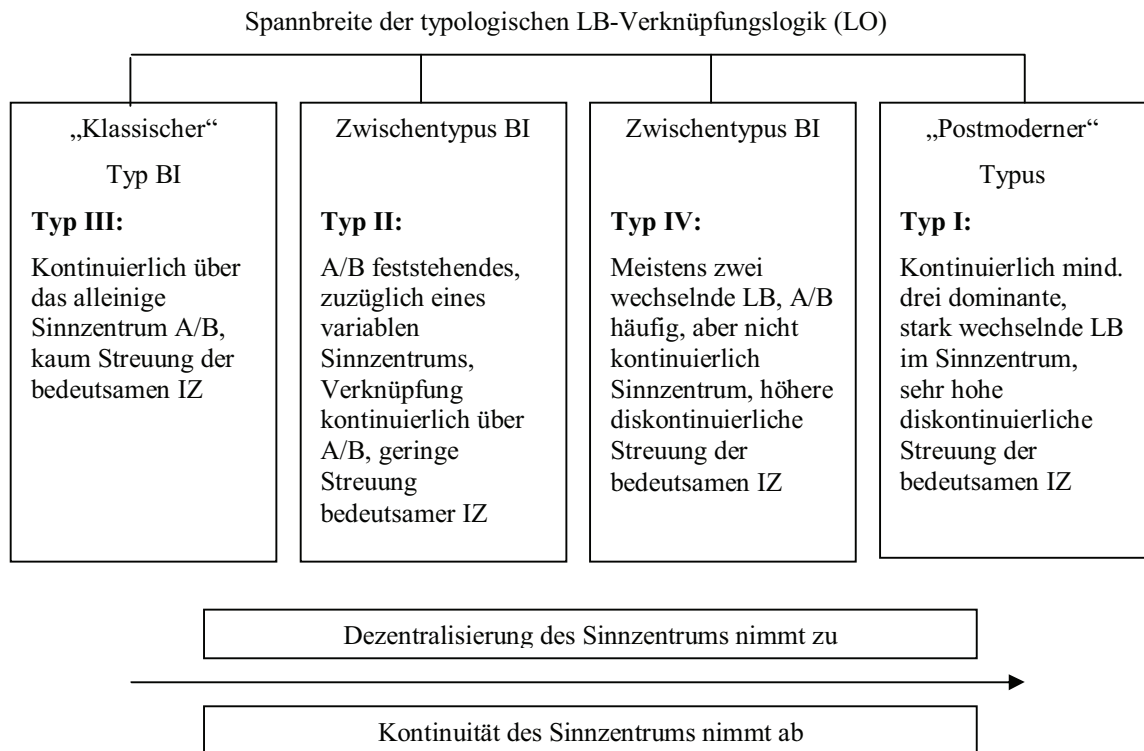 Spannbreite der typologischen LB-Verknüpfungslogik (LO)
„Klassischer“
Typ BI
Typ III:
Kontinuierlich über
das alleinige
Sinnzentrum A/B,
kaum Streuung der
bedeutsamen IZ
Zwischentypus BI
Typ II:
A/B feststehendes,
zuzüglich eines
variablen
Sinnzentrums,
Verknüpfung
kontinuierlich über
A/B, geringe
Streuung
bedeutsamer IZ
Zwischentypus BI
Typ IV:
Meistens zwei
wechselnde LB, A/B
häufig, aber nicht
kontinuierlich
Sinnzentrum, höhere
diskontinuierliche
Streuung der
bedeutsamen IZ
„Postmoderner“
Typus
Typ I:
Kontinuierlich mind.
drei dominante,
stark wechselnde LB
im Sinnzentrum,
sehr hohe
diskontinuierliche
Streuung der
bedeutsamen IZ
Dezentralisierung des Sinnzentrums nimmt zu
Kontinuität des Sinnzentrums nimmt ab